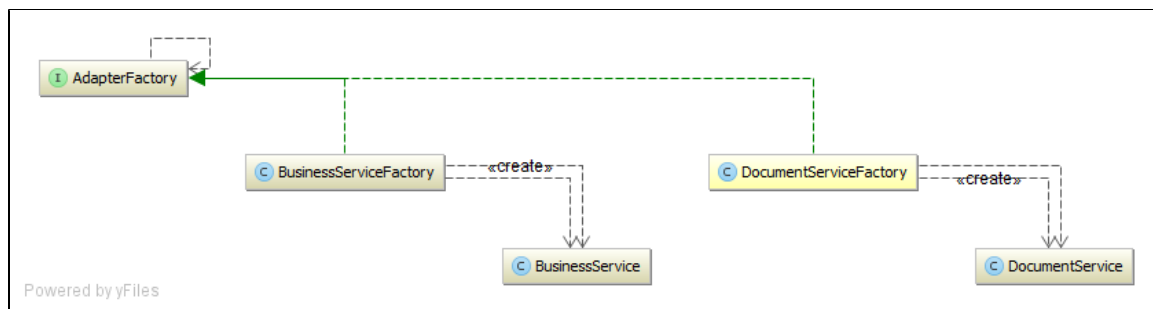 I AdapterFactory
C BusinessServiceFactory
«create»
C DocumentServiceFactory
«create»
C BusinessService
C DocumentService
Powered by yFiles